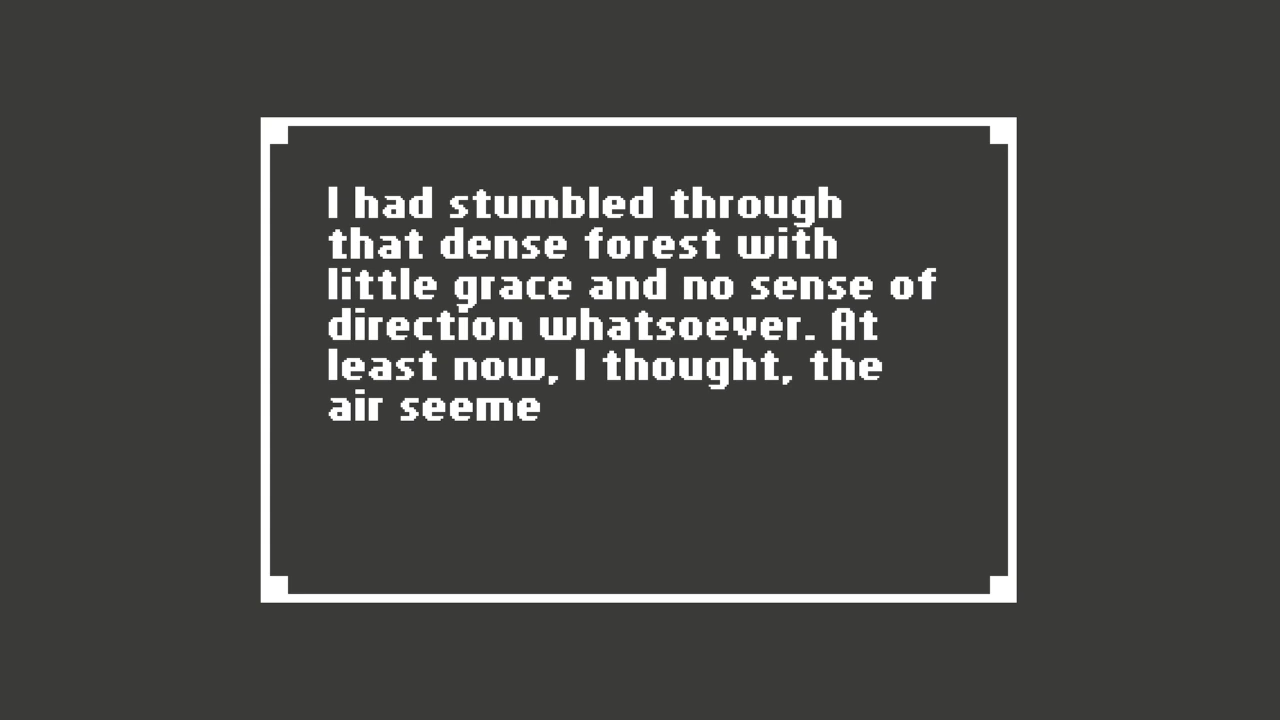 I had stumbled through
that dense forest with
little grace and no sense of
direction whatsoever. At
least now, I thought, the
air seeme